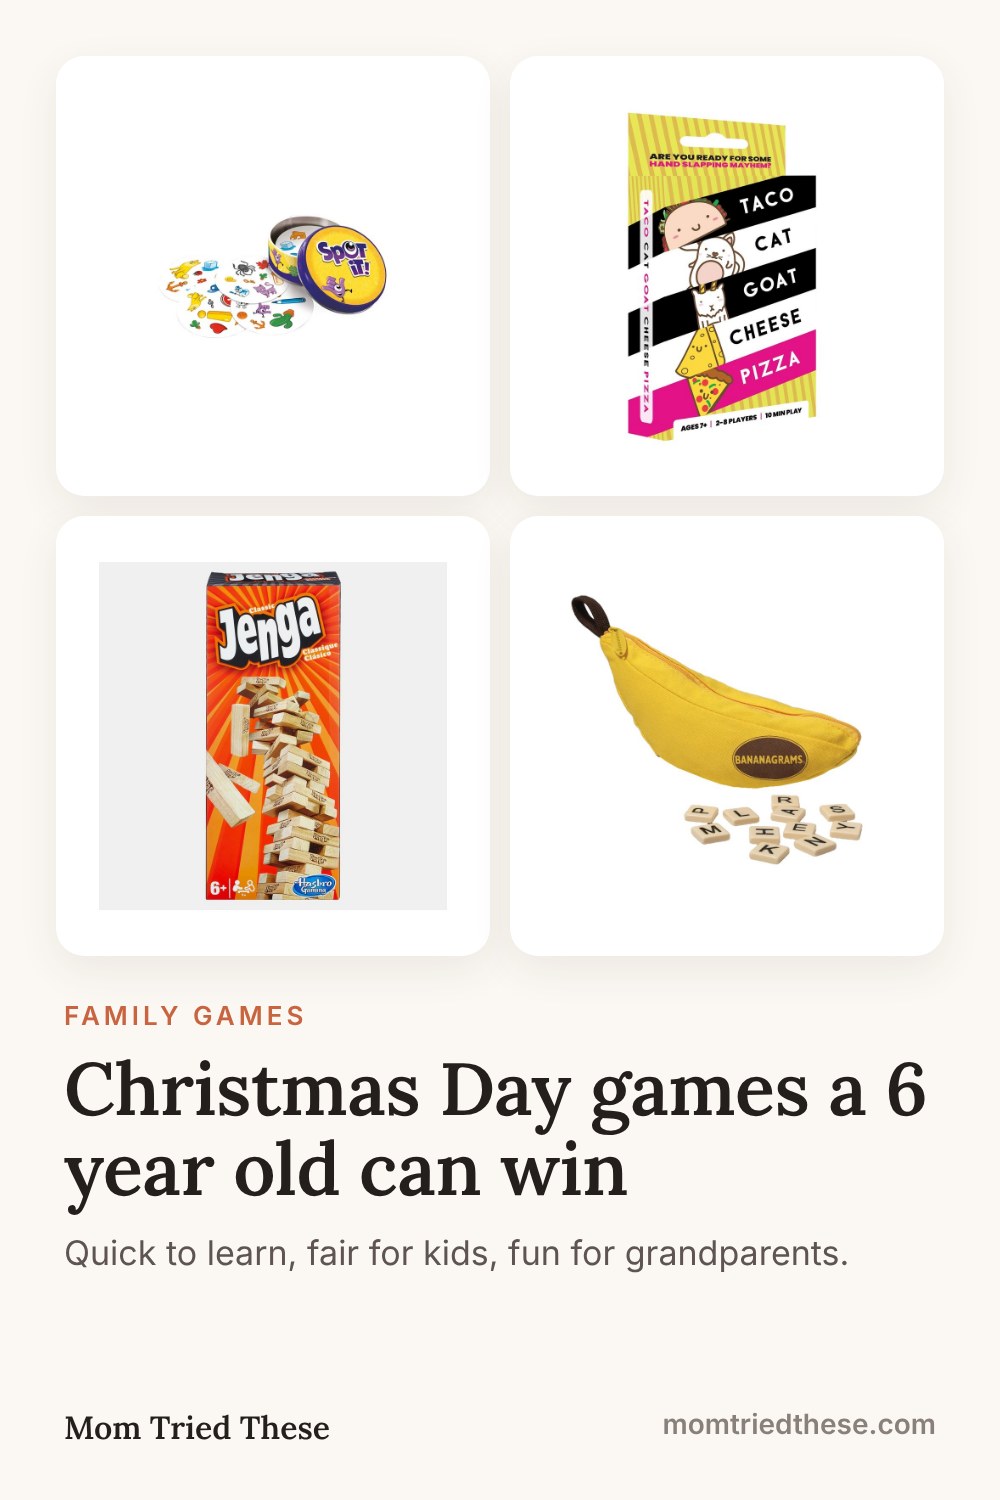 Spot
it!
ARE YOU READY FOR SOME
HAND SLAPPING MAYHEM?
TACO
CAT
GOAT
CHEESE
PIZZA
TACO CAT GOAT CHEESE PIZZA
AGES 7+ | 2-8 PLAYERS | 10 MIN PLAY
Jenga
Classic
Jenga
Classique
Clásico
6+
Hasbro
Gaming
BANANAGRAMS
R
P L A S
M H E Y
K N
FAMILY GAMES
Christmas Day games a 6
year old can win
Quick to learn, fair for kids, fun for grandparents.
Mom Tried These
momtriedthese.com